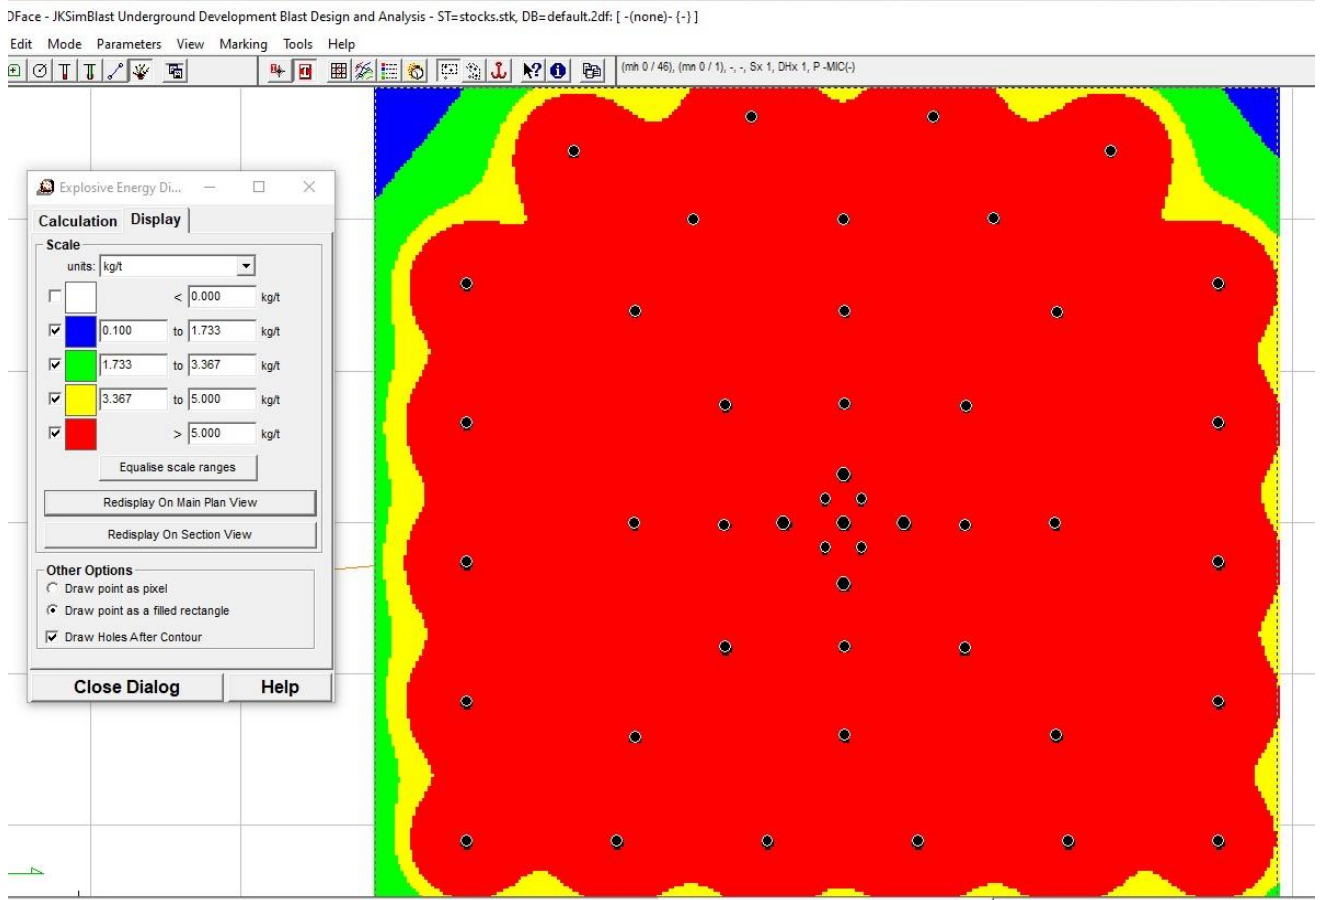 DFace - JKSimBlast Underground Development Blast Design and Analysis - ST=stocks.stk, DB=default.2df: [ -(none)- {-} ]
Edit Mode Parameters View Marking Tools Help
(mh 0 / 46), (mn 0 / 1), -, -, Sx 1, DHx 1, P -MIC(-)
Explosive Energy Di...
Calculation Display
Scale
units: kg/t
< 0.000 kg/t
0.100 to 1.733 kg/t
1.733 to 3.367 kg/t
3.367 to 5.000 kg/t
> 5.000 kg/t
Equalise scale ranges
Redisplay On Main Plan View
Redisplay On Section View
Other Options
Draw point as pixel
Draw point as a filled rectangle
Draw Holes After Contour
Close Dialog Help